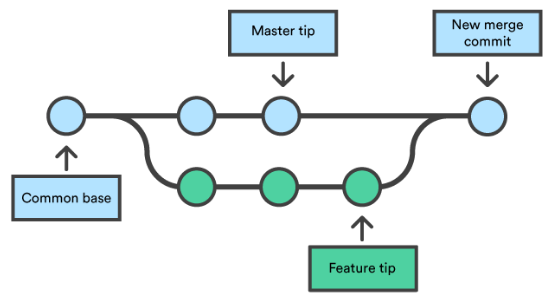 Master tip
New merge
commit
Common base
Feature tip